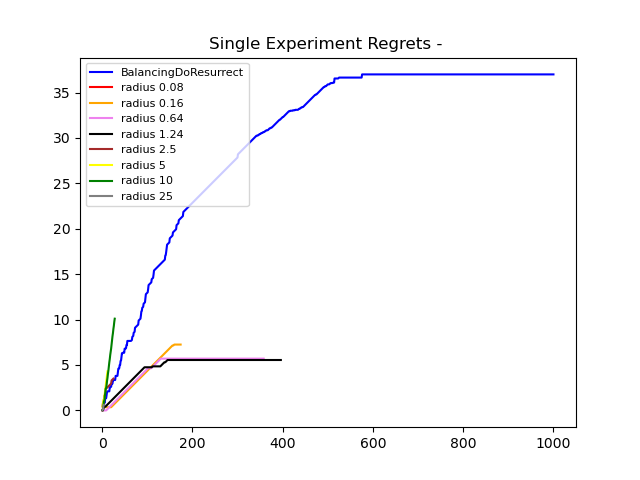 Single Experiment Regrets -
BalancingDoResurrect
radius 0.08
radius 0.16
radius 0.64
radius 1.24
radius 2.5
radius 5
radius 10
radius 25
35
30
25
20
15
10
5
0
0 200 400 600 800 1000